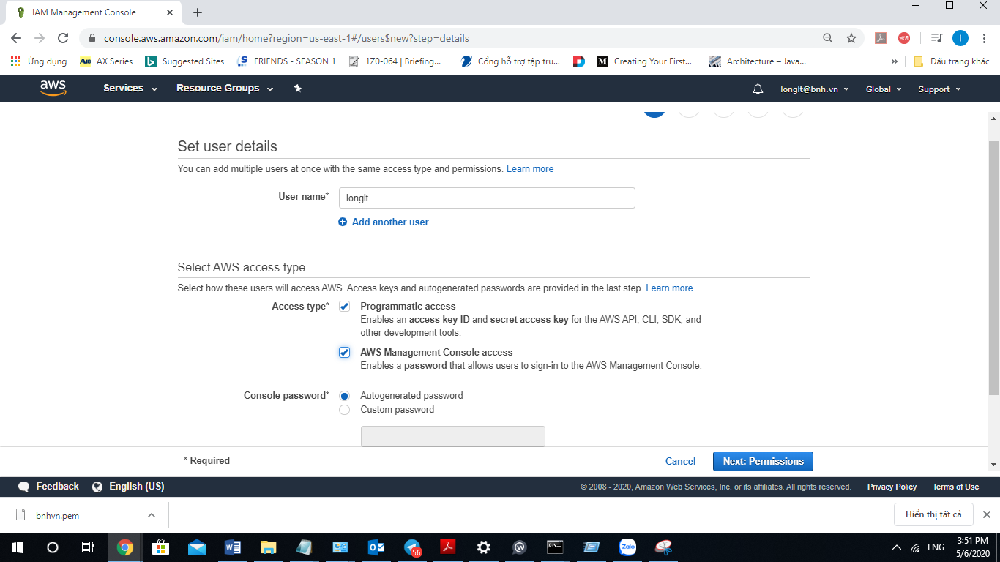 IAM Management Console
console.aws.amazon.com/iam/home?region=us-east-1#/users$new?step=details
I
Ứng dụng
A10
AX Series
Suggested Sites
FRIENDS - SEASON 1
1Z0-064 | Briefing...
Cổng hỗ trợ tập tru...
M
Creating Your First...
Architecture – Java...
»
Dấu trang khác
aws
Services
Resource Groups
longlt@bnh.vn
Global
Support
Set user details
You can add multiple users at once with the same access type and permissions. Learn more
User name*
longlt
Add another user
Select AWS access type
Select how these users will access AWS. Access keys and autogenerated passwords are provided in the last step. Learn more
Access type*
Programmatic access
Enables an access key ID and secret access key for the AWS API, CLI, SDK, and
other development tools.
AWS Management Console access
Enables a password that allows users to sign-in to the AWS Management Console.
Console password*
Autogenerated password
Custom password
* Required
Cancel
Next: Permissions
Feedback
English (US)
© 2008 - 2020, Amazon Web Services, Inc. or its affiliates. All rights reserved.
Privacy Policy
Terms of Use
bnhvn.pem
Hiển thị tất cả
56
Zalo
ENG
3:51 PM
5/6/2020